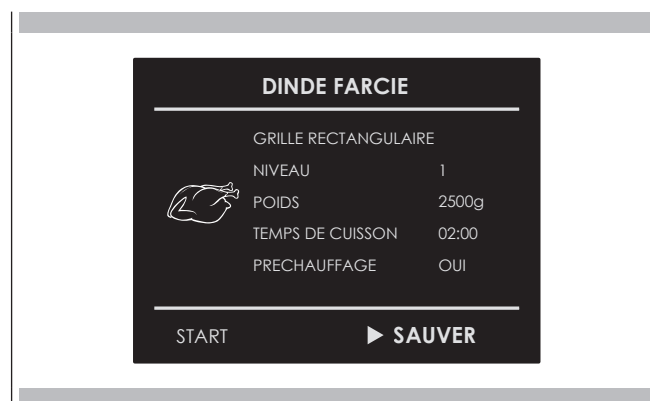 DINDE FARCIE
GRILLE RECTANGULAIRE
NIVEAU 1
POIDS 2500g
TEMPS DE CUISSON 02:00
PRECHAUFFAGE OUI
START ▶ SAUVER